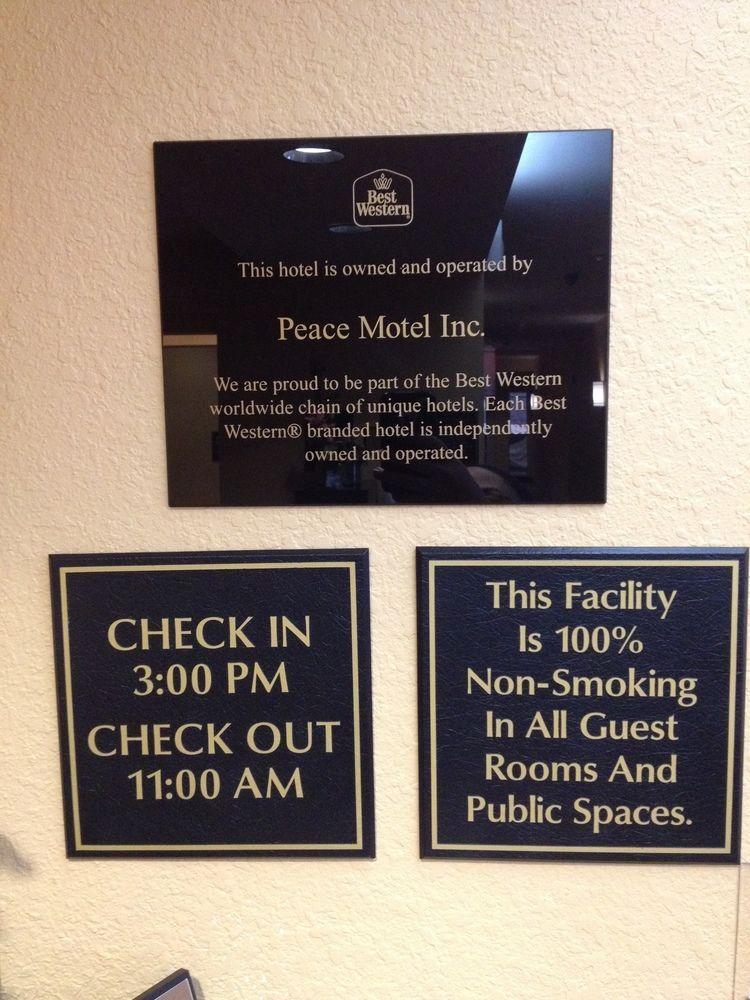 Best
Western®
This hotel is owned and operated by
Peace Motel Inc.
We are proud to be part of the Best Western
worldwide chain of unique hotels. Each Best
Western® branded hotel is independently
owned and operated.
CHECK IN
3:00 PM
CHECK OUT
11:00 AM
This Facility
Is 100%
Non-Smoking
In All Guest
Rooms And
Public Spaces.